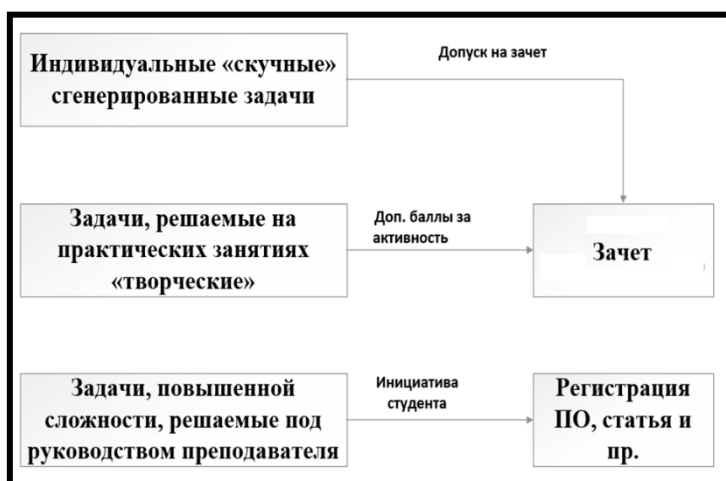 Индивидуальные «скучные»
сгенерированные задачи
Допуск на зачет
Задачи, решаемые на
практических занятиях
«творческие»
Доп. баллы за
активность
Зачет
Задачи, повышенной
сложности, решаемые под
руководством преподавателя
Инициатива
студента
Регистрация
ПО, статья и
пр.